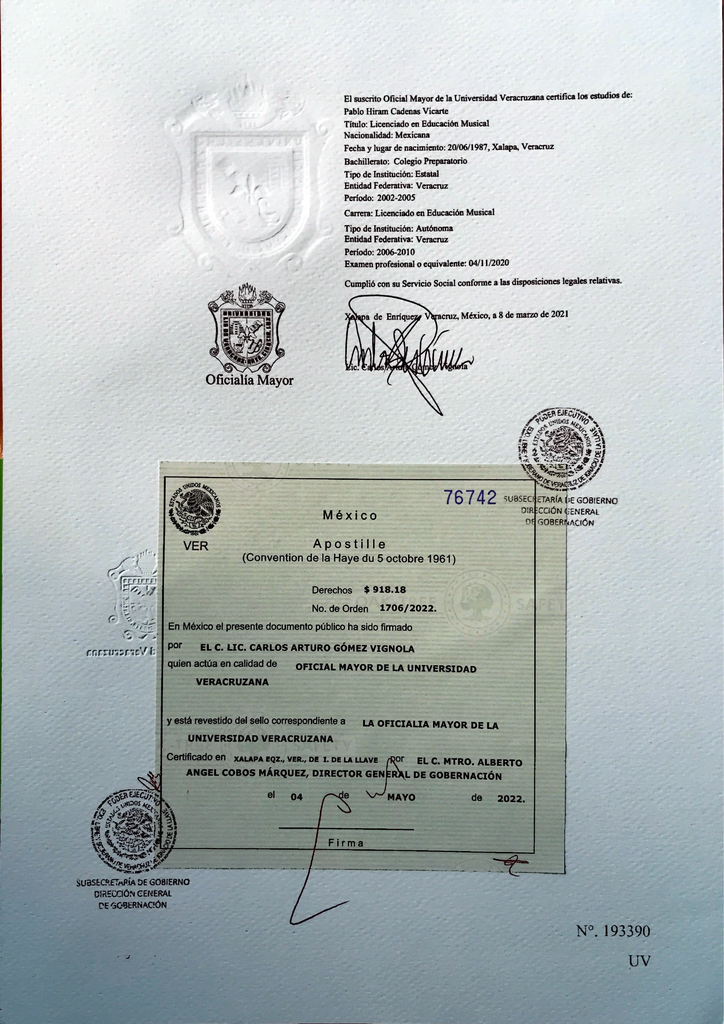 El suscrito Oficial Mayor de la Universidad Veracruzana certifica los estudios de:
Pablo Hiram Cadenas Vicarte
Título: Licenciado en Educación Musical
Nacionalidad: Mexicana
Fecha y lugar de nacimiento: 20/06/1987, Xalapa, Veracruz
Bachillerato: Colegio Preparatorio
Tipo de Institución: Estatal
Entidad Federativa: Veracruz
Periodo: 2002-2005
Carrera: Licenciado en Educación Musical
Tipo de Institución: Autónoma
Entidad Federativa: Veracruz
Periodo: 2006-2010
Examen profesional o equivalente: 04/11/2020
Cumplió con su Servicio Social conforme a las disposiciones legales relativas.
Xalapa de Enríquez, Veracruz, México, a 8 de marzo de 2021
Lic. Carlos Arturo Gómez Vignola
Oficialía Mayor
PODER EJECUTIVO
ESTADOS UNIDOS MEXICANOS
SUBSECRETARÍA DE GOBIERNO
DIRECCIÓN GENERAL
DE GOBERNACIÓN
ESTADOS UNIDOS MEXICANOS
VER
76742
México
Apostille
(Convention de la Haye du 5 octobre 1961)
Derechos $ 918.18
No. de Orden 1706/2022.
En México el presente documento público ha sido firmado
por EL C. LIC. CARLOS ARTURO GÓMEZ VIGNOLA
quien actúa en calidad de OFICIAL MAYOR DE LA UNIVERSIDAD
VERACRUZANA
y está revestido del sello correspondiente a LA OFICIALIA MAYOR DE LA
UNIVERSIDAD VERACRUZANA
Certificado en XALAPA EQZ., VER., DE I. DE LA LLAVE por EL C. MTRO. ALBERTO
ANGEL COBOS MÁRQUEZ, DIRECTOR GENERAL DE GOBERNACIÓN
el 04 de MAYO de 2022.
Firma
PODER EJECUTIVO
SUBSECRETARÍA DE GOBIERNO
DIRECCIÓN GENERAL
DE GOBERNACIÓN
Nº. 193390
UV